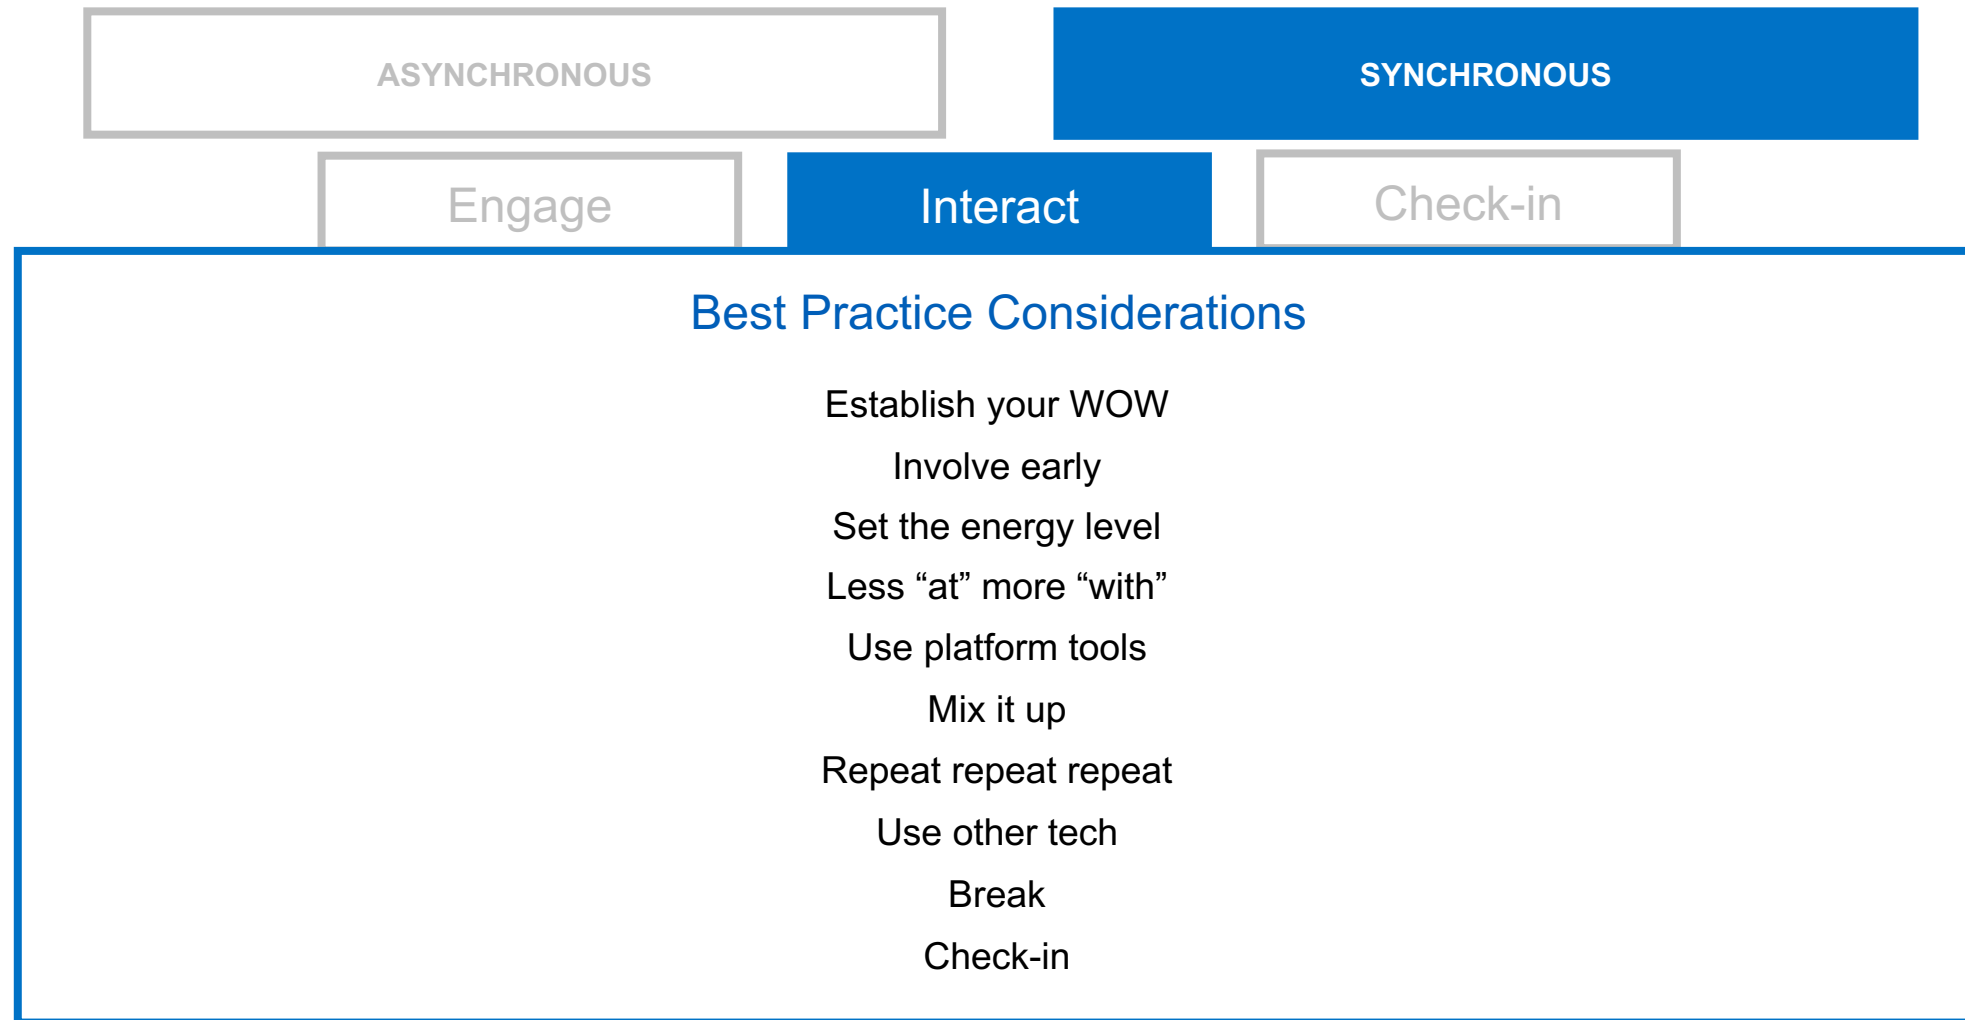 ASYNCHRONOUS
SYNCHRONOUS
Engage
Interact
Check-in
Best Practice Considerations
Establish your WOW
Involve early
Set the energy level
Less “at” more “with”
Use platform tools
Mix it up
Repeat repeat repeat
Use other tech
Break
Check-in